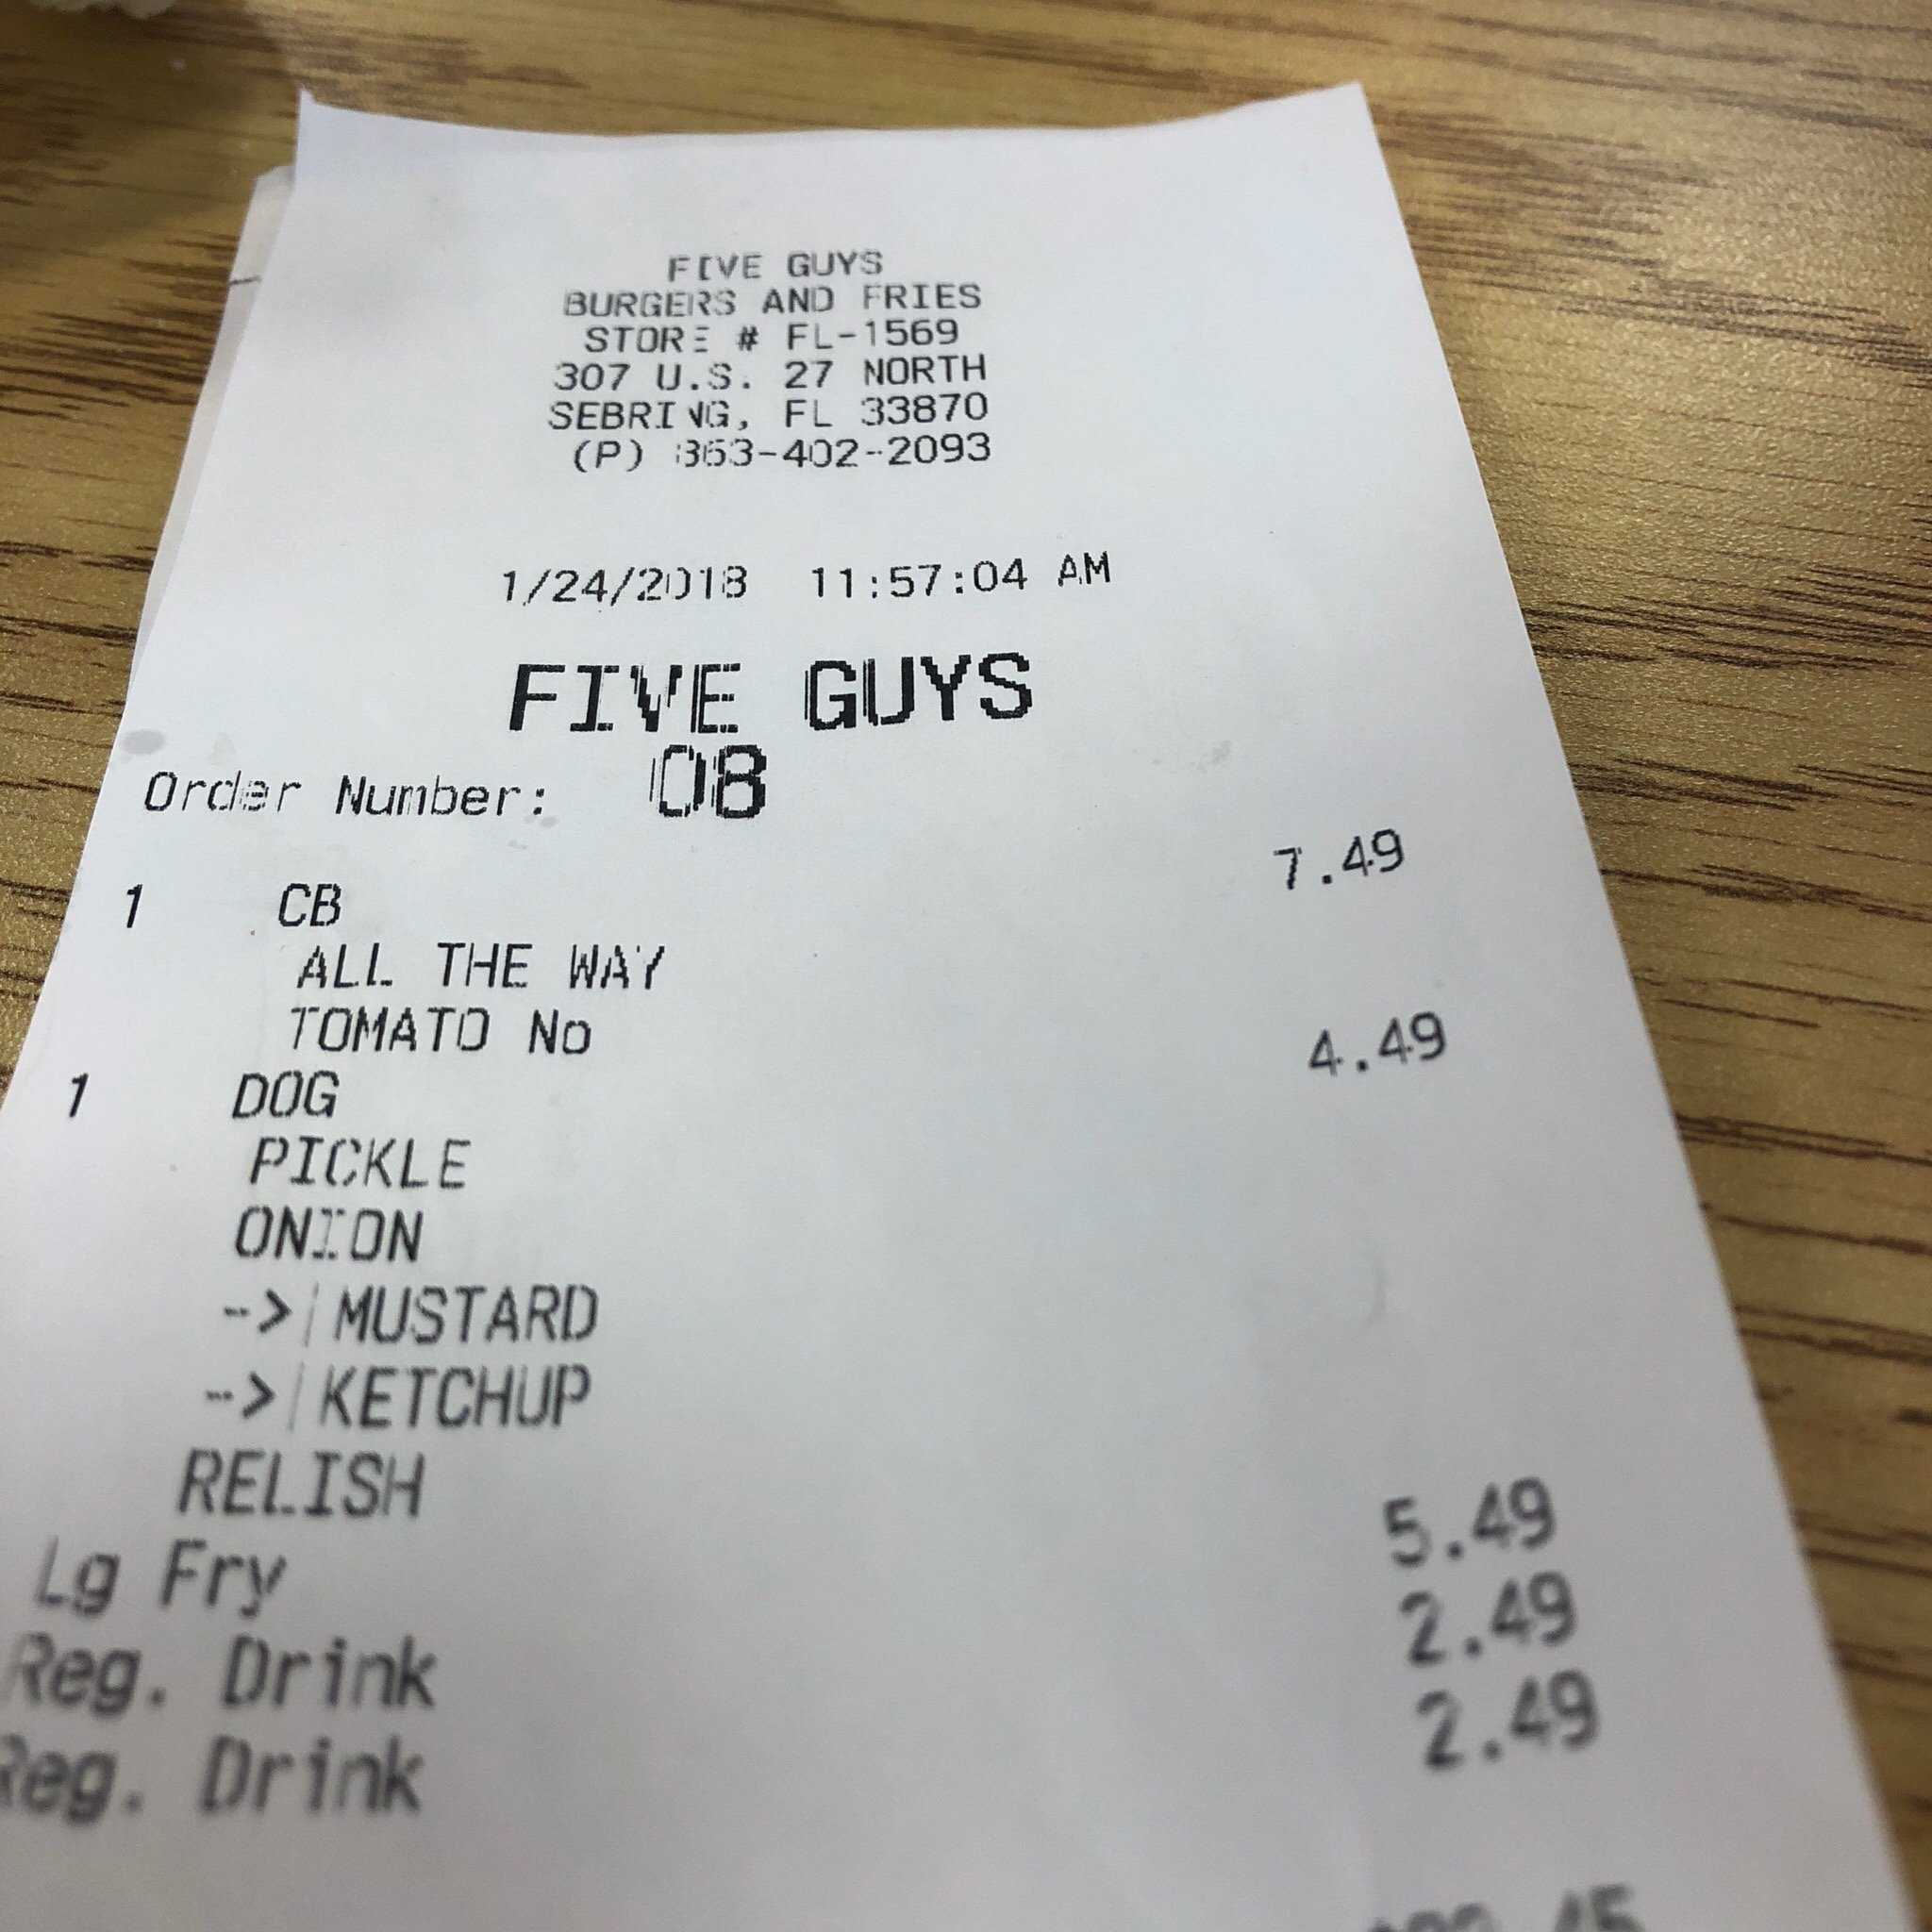 FIVE GUYS
BURGERS AND FRIES
STORE # FL-1569
307 U.S. 27 NORTH
SEBRING, FL 33870
(P) 863-402-2093
1/24/2018 11:57:04 AM
FIVE GUYS
Order Number: 08
1 CB 7.49
ALL THE WAY
TOMATO No
1 DOG 4.49
PICKLE
ONION
-->|MUSTARD
-->|KETCHUP
RELISH
Lg Fry 5.49
Reg. Drink 2.49
Reg. Drink 2.49